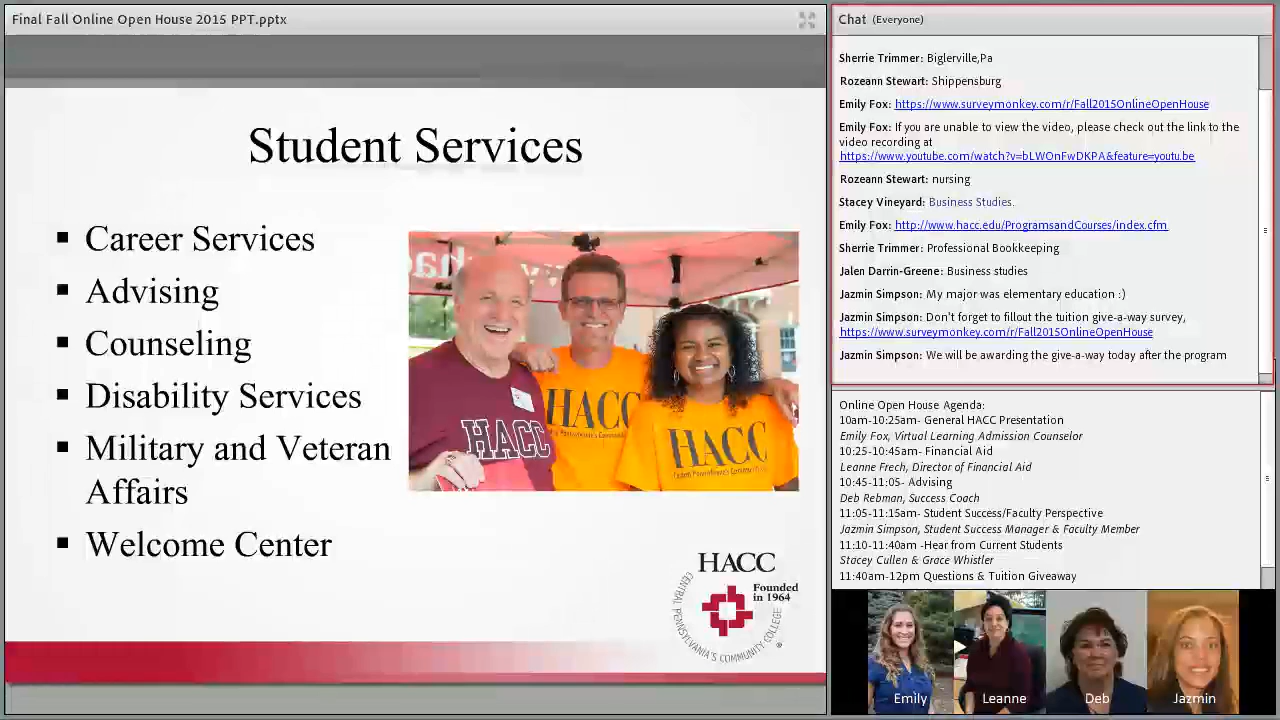 Final Fall Online Open House 2015 PPT.pptx
Student Services
▪ Career Services
▪ Advising
▪ Counseling
▪ Disability Services
▪ Military and Veteran
Affairs
▪ Welcome Center
HACC
HACC
HACC
HACC
Founded
in 1964
CENTRAL PENNSYLVANIA'S COMMUNITY COLLEGE
Chat (Everyone)
Sherrie Trimmer: Biglerville,Pa
Rozeann Stewart: Shippensburg
Emily Fox: https://www.surveymonkey.com/r/Fall2015OnlineOpenHouse
Emily Fox: If you are unable to view the video, please check out the link to the
video recording at
https://www.youtube.com/watch?v=bLWOnFwDKPA&feature=youtu.be
Rozeann Stewart: nursing
Stacey Vineyard: Business Studies.
Emily Fox: http://www.hacc.edu/ProgramsandCourses/index.cfm
Sherrie Trimmer: Professional Bookkeeping
Jalen Darrin-Greene: Business studies
Jazmin Simpson: My major was elementary education :)
Jazmin Simpson: Don't forget to fillout the tuition give-a-way survey,
https://www.surveymonkey.com/r/Fall2015OnlineOpenHouse
Jazmin Simpson: We will be awarding the give-a-way today after the program
Online Open House Agenda:
10am-10:25am- General HACC Presentation
Emily Fox, Virtual Learning Admission Counselor
10:25-10:45am- Financial Aid
Leanne Frech, Director of Financial Aid
10:45-11:05- Advising
Deb Rebman, Success Coach
11:05-11:15am- Student Success/Faculty Perspective
Jazmin Simpson, Student Success Manager & Faculty Member
11:10-11:40am -Hear from Current Students
Stacey Cullen & Grace Whistler
11:40am-12pm Questions & Tuition Giveaway
Emily
Leanne
Deb
Jazmin